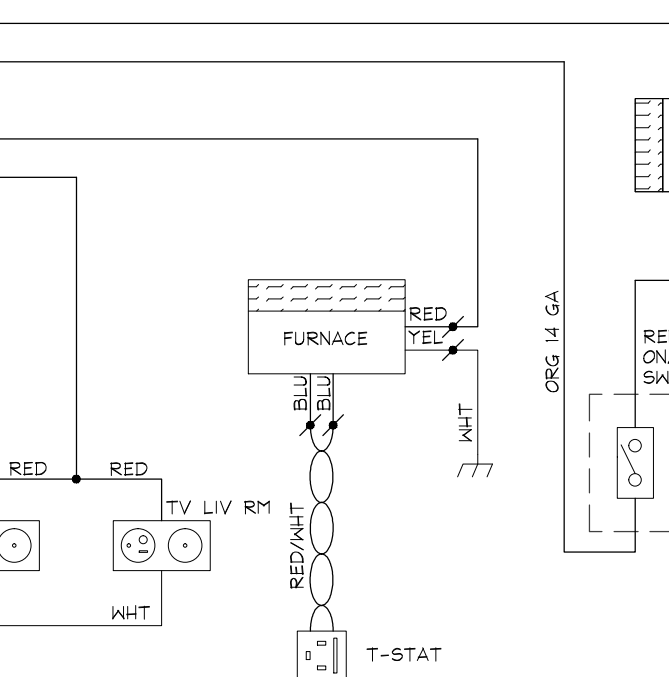 RED
FURNACE
YEL
ORG 14 GA
BLU
BLU
WHT
RED
RED
TV LIV RM
RED/WHT
WHT
T-STAT